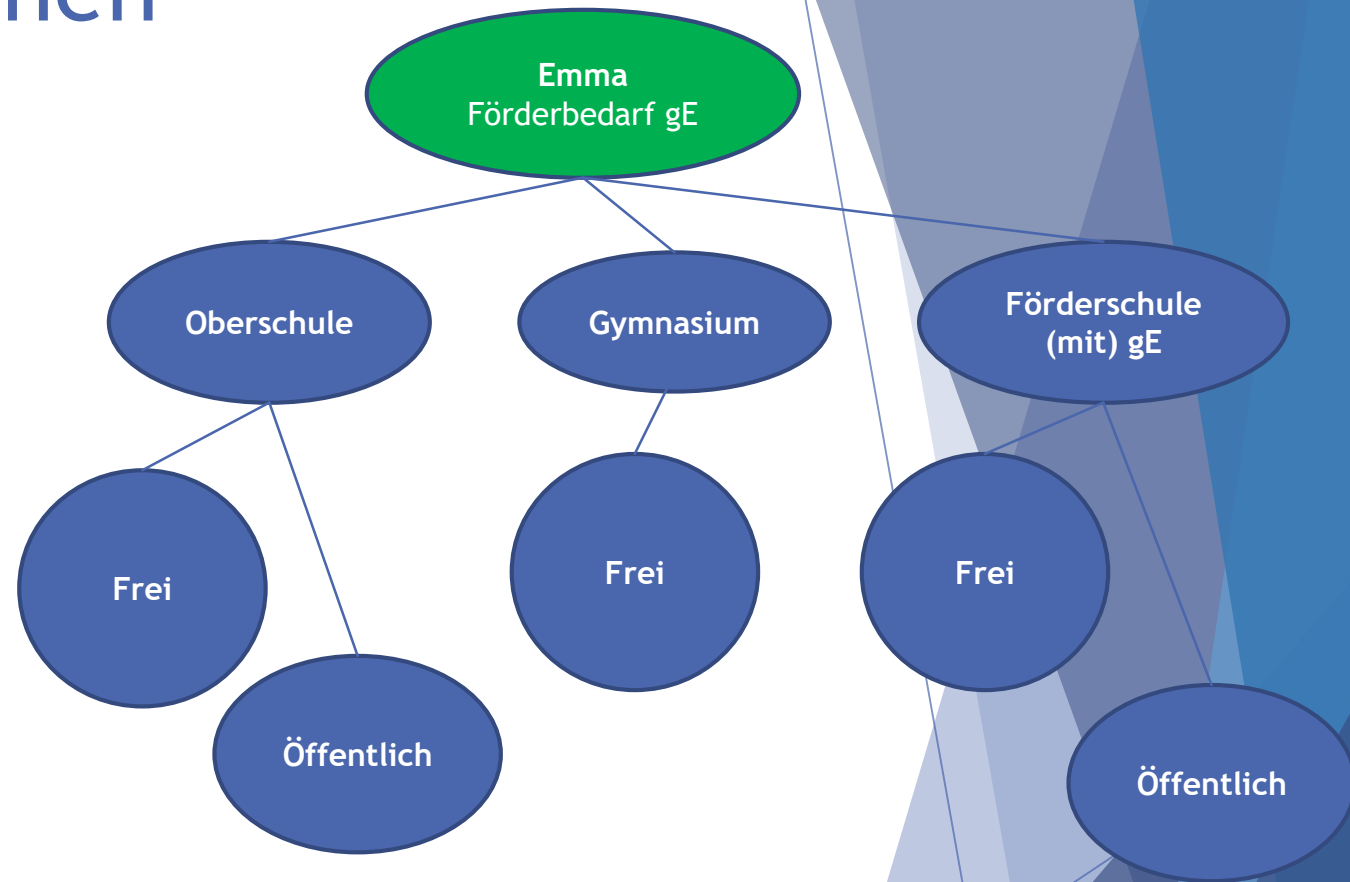 Emma
Förderbedarf gE
Oberschule
Gymnasium
Förderschule
(mit) gE
Frei
Frei
Frei
Öffentlich
Öffentlich